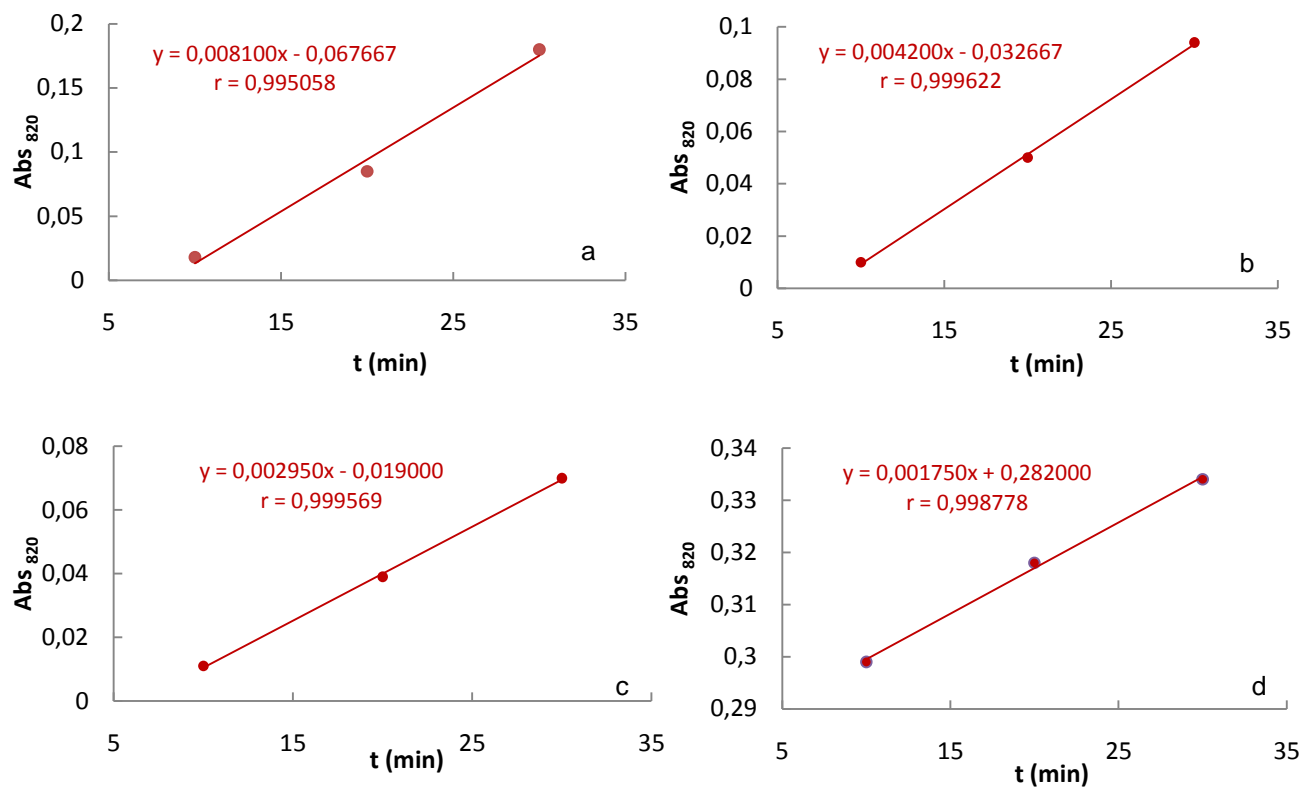 y = 0,008100x - 0,067667
r = 0,995058
0,2
0,15
0,1
0,05
0
Abs 820
5
15
25
35
t (min)
a
y = 0,004200x - 0,032667
r = 0,999622
0,1
0,08
0,06
0,04
0,02
0
Abs 820
5
15
25
35
t (min)
b
y = 0,002950x - 0,019000
r = 0,999569
0,08
0,06
0,04
0,02
0
Abs 820
5
15
25
35
t (min)
c
y = 0,001750x + 0,282000
r = 0,998778
0,34
0,33
0,32
0,31
0,3
0,29
Abs 820
5
15
25
35
t (min)
d